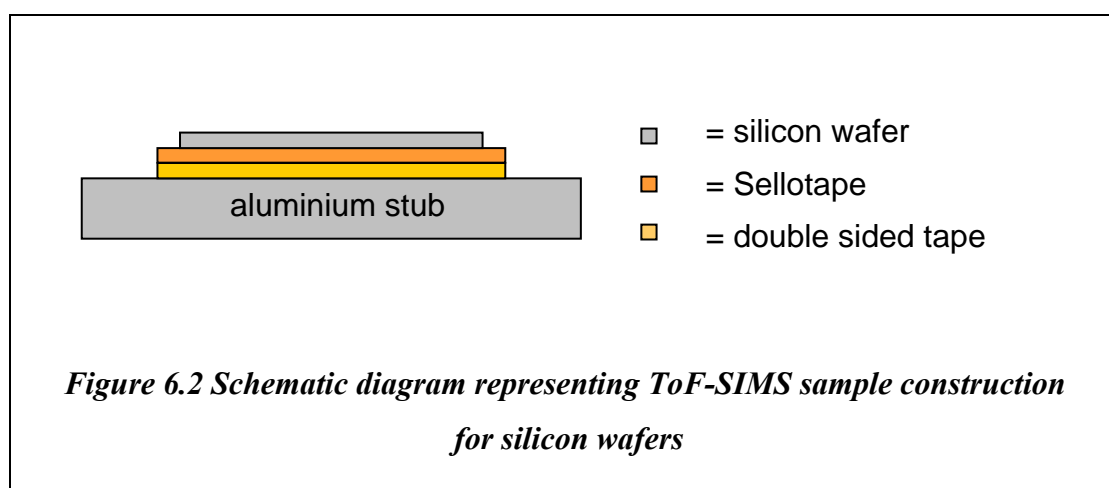 = silicon wafer
= Sellotape
aluminium stub
= double sided tape
Figure 6.2 Schematic diagram representing ToF-SIMS sample construction
for silicon wafers